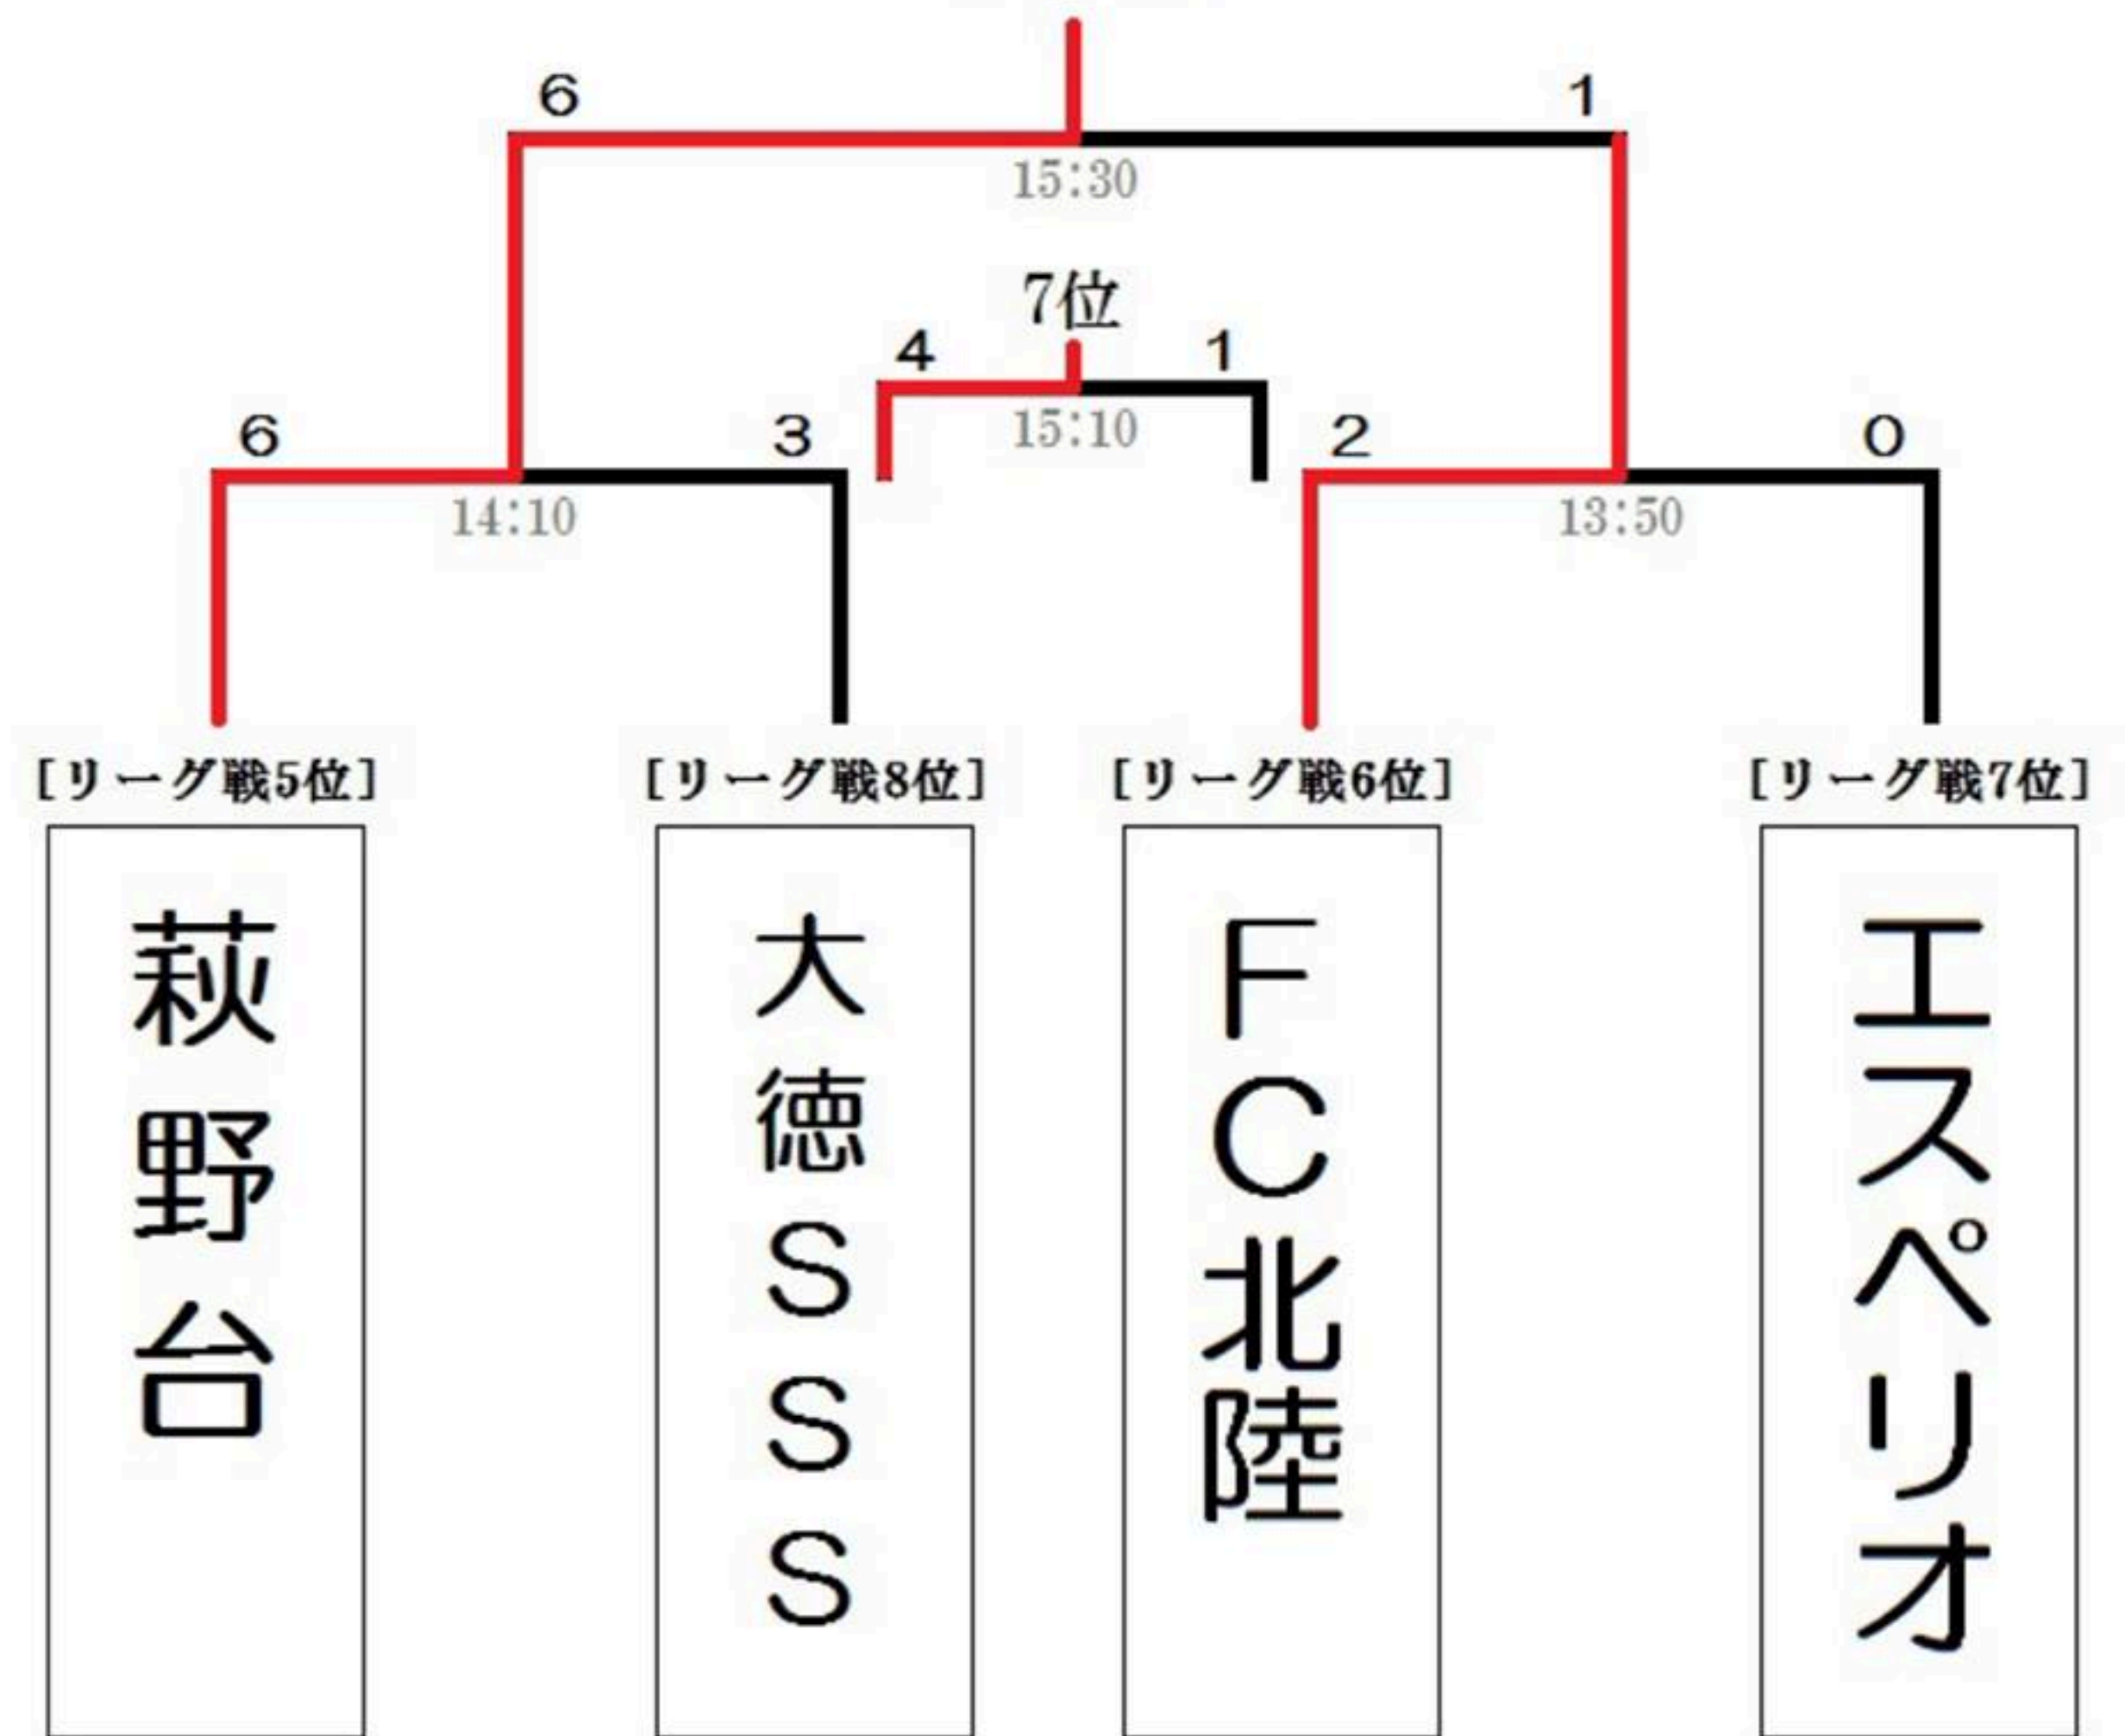 6 1
15:30
7位
4 1
15:10
6 3
2 0
14:10
13:50
[リーグ戦5位]
[リーグ戦8位]
[リーグ戦6位]
[リーグ戦7位]
萩野台
大徳SSS
FC北陸
エスペリオ